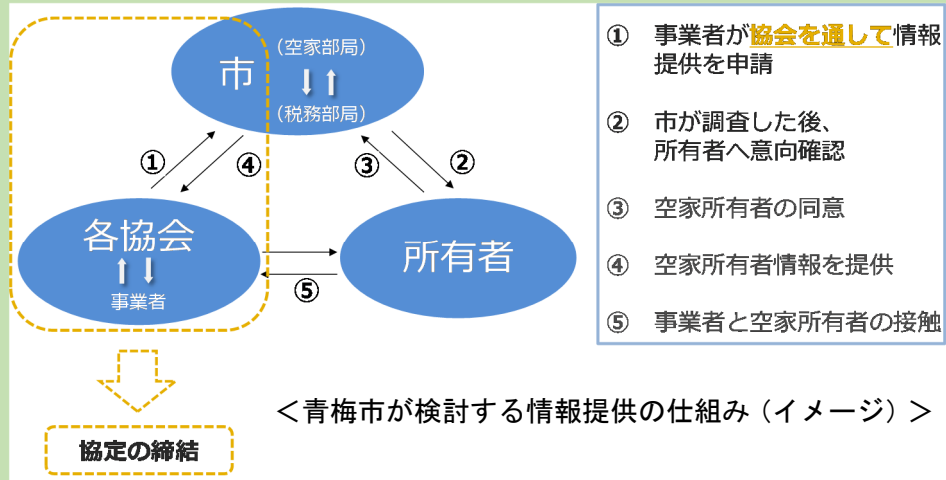 市
（空家部局）
（税務部局）
①
④
③
②
各協会
事業者
所有者
⑤
協定の締結
① 事業者が協会を通して情報
提供を申請
② 市が調査した後、
所有者へ意向確認
③ 空家所有者の同意
④ 空家所有者情報を提供
⑤ 事業者と空家所有者の接触
＜青梅市が検討する情報提供の仕組み（イメージ）＞